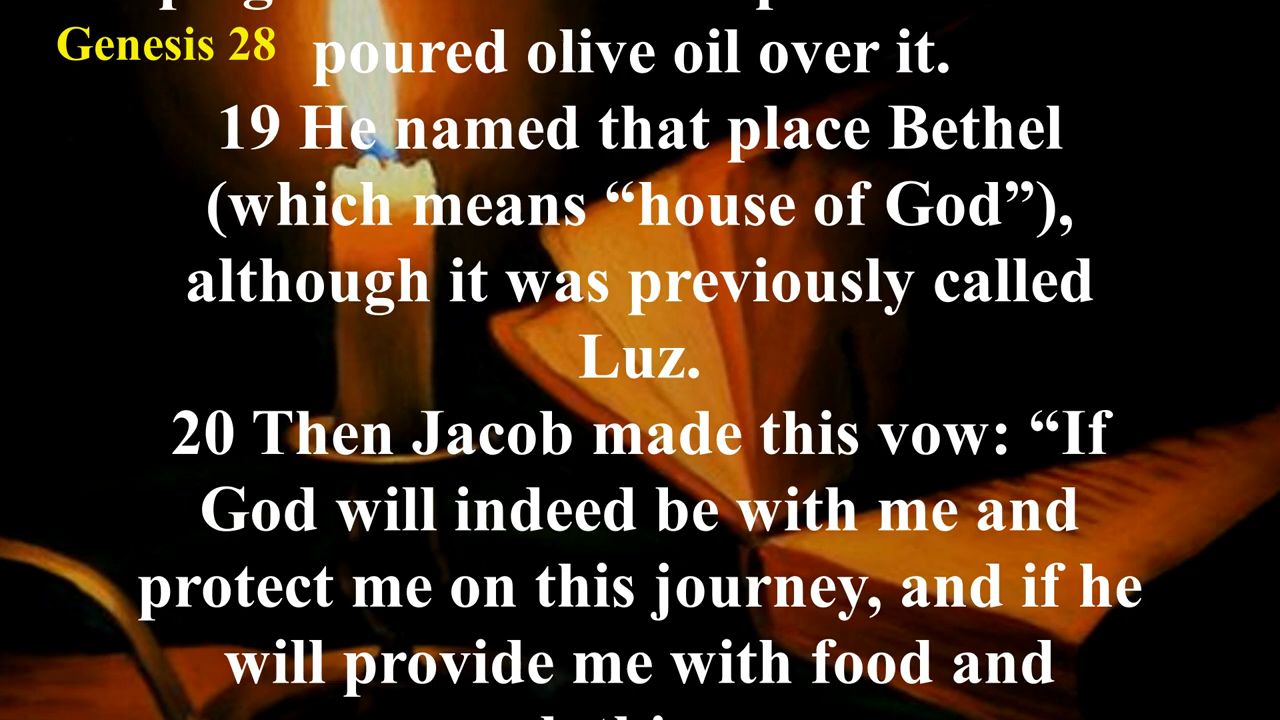 Genesis 28
poured olive oil over it.
19 He named that place Bethel
(which means “house of God”),
although it was previously called
Luz.
20 Then Jacob made this vow: “If
God will indeed be with me and
protect me on this journey, and if he
will provide me with food and